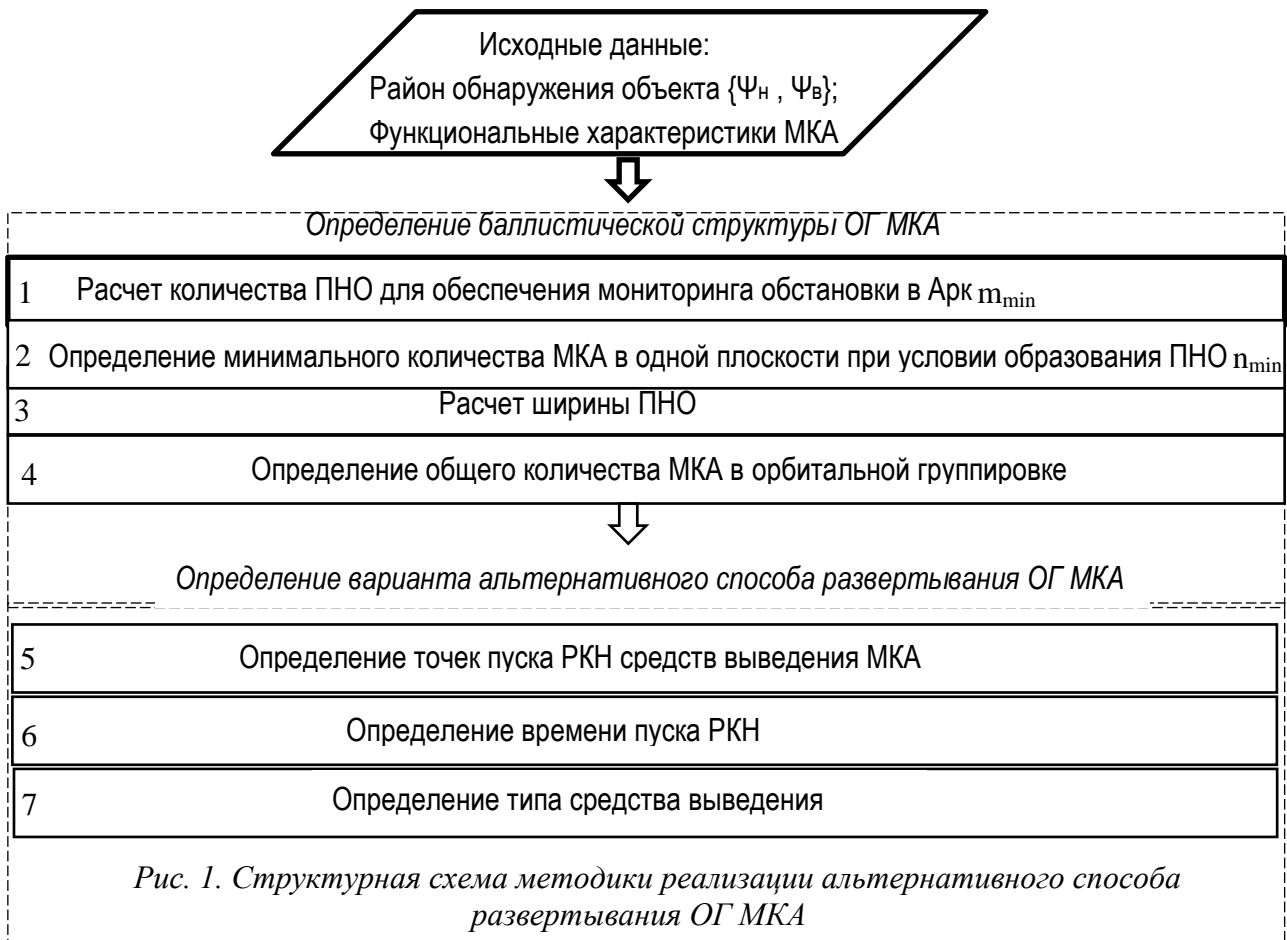 Исходные данные:
Район обнаружения объекта {Ψн , Ψв};
Функциональные характеристики МКА
Определение баллистической структуры ОГ МКА
1 Расчет количества ПНО для обеспечения мониторинга обстановки в Арк mmin
2 Определение минимального количества МКА в одной плоскости при условии образования ПНО nmin
3 Расчет ширины ПНО
4 Определение общего количества МКА в орбитальной группировке
Определение варианта альтернативного способа развертывания ОГ МКА
5 Определение точек пуска РКН средств выведения МКА
6 Определение времени пуска РКН
7 Определение типа средства выведения
Рис. 1. Структурная схема методики реализации альтернативного способа
развертывания ОГ МКА